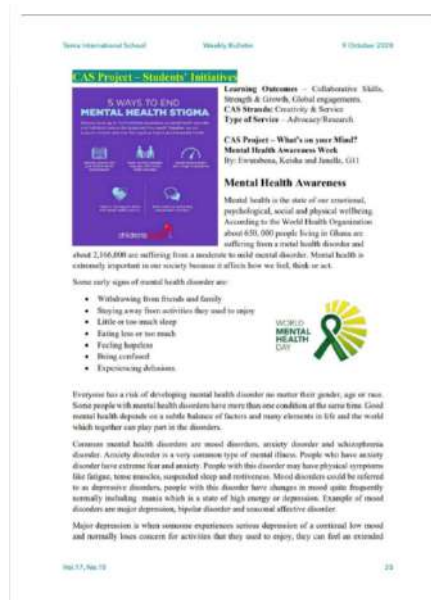 Tema International School Weekly Bulletin 9 October 2020
CAS Project – Students' Initiatives
5 WAYS TO END
MENTAL HEALTH STIGMA
Learning Outcomes – Collaborative Skills,
Strength & Growth, Global engagements.
CAS Strands: Creativity & Service
Type of Service – Advocacy/Research
CAS Project – What's on your Mind?
Mental Health Awareness Week
By: Ewurabena, Keisha and Janelle, G11
Mental Health Awareness
Mental health is the state of our emotional,
psychological, social and physical wellbeing.
According to the World Health Organization
about 650, 000 people living in Ghana are
suffering from a metal health disorder and
about 2,166,000 are suffering from a moderate to mild mental disorder. Mental health is
extremely important in our society because it affects how we feel, think or act.
Some early signs of mental health disorder are:
• Withdrawing from friends and family
• Staying away from activities they used to enjoy
• Little or too much sleep
• Eating less or too much
• Feeling hopeless
• Being confused
• Experiencing delusions
WORLD
MENTAL
HEALTH
DAY
Everyone has a risk of developing mental health disorder no matter their gender, age or race.
Some people with mental health disorders have more than one condition at the same time. Good
mental health depends on a subtle balance of factors and many elements in life and the world
which together can play part in the disorders.
Common mental health disorders are mood disorders, anxiety disorder and schizophrenia
disorder. Anxiety disorder is a very common type of mental illness. People who have anxiety
disorder have extreme fear and anxiety. People with this disorder may have physical symptoms
like fatigue, tense muscles, suspended sleep and restiveness. Mood disorders could be referred
to as depressive disorders, people with this disorder have changes in mood quite frequently
normally including mania which is a state of high energy or depression. Example of mood
disorders are major depression, bipolar disorder and seasonal affective disorder.
Major depression is when someone experiences serious depression of a continual low mood
and normally loses concern for activities that they used to enjoy, they can feel an extended
Vol.17, No.10 23